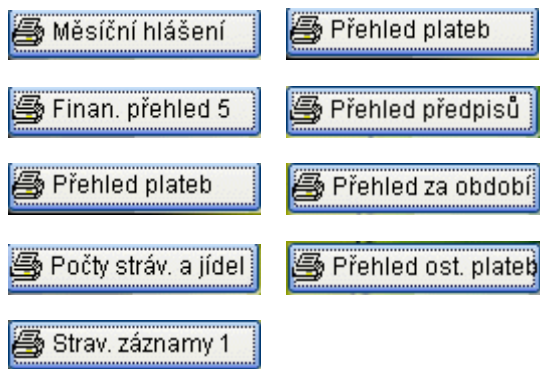 Měsíční hlášení
Přehled plateb
Finan. přehled 5
Přehled předpisů
Přehled plateb
Přehled za období
Počty stráv. a jídel
Přehled ost. plateb
Strav. záznamy 1